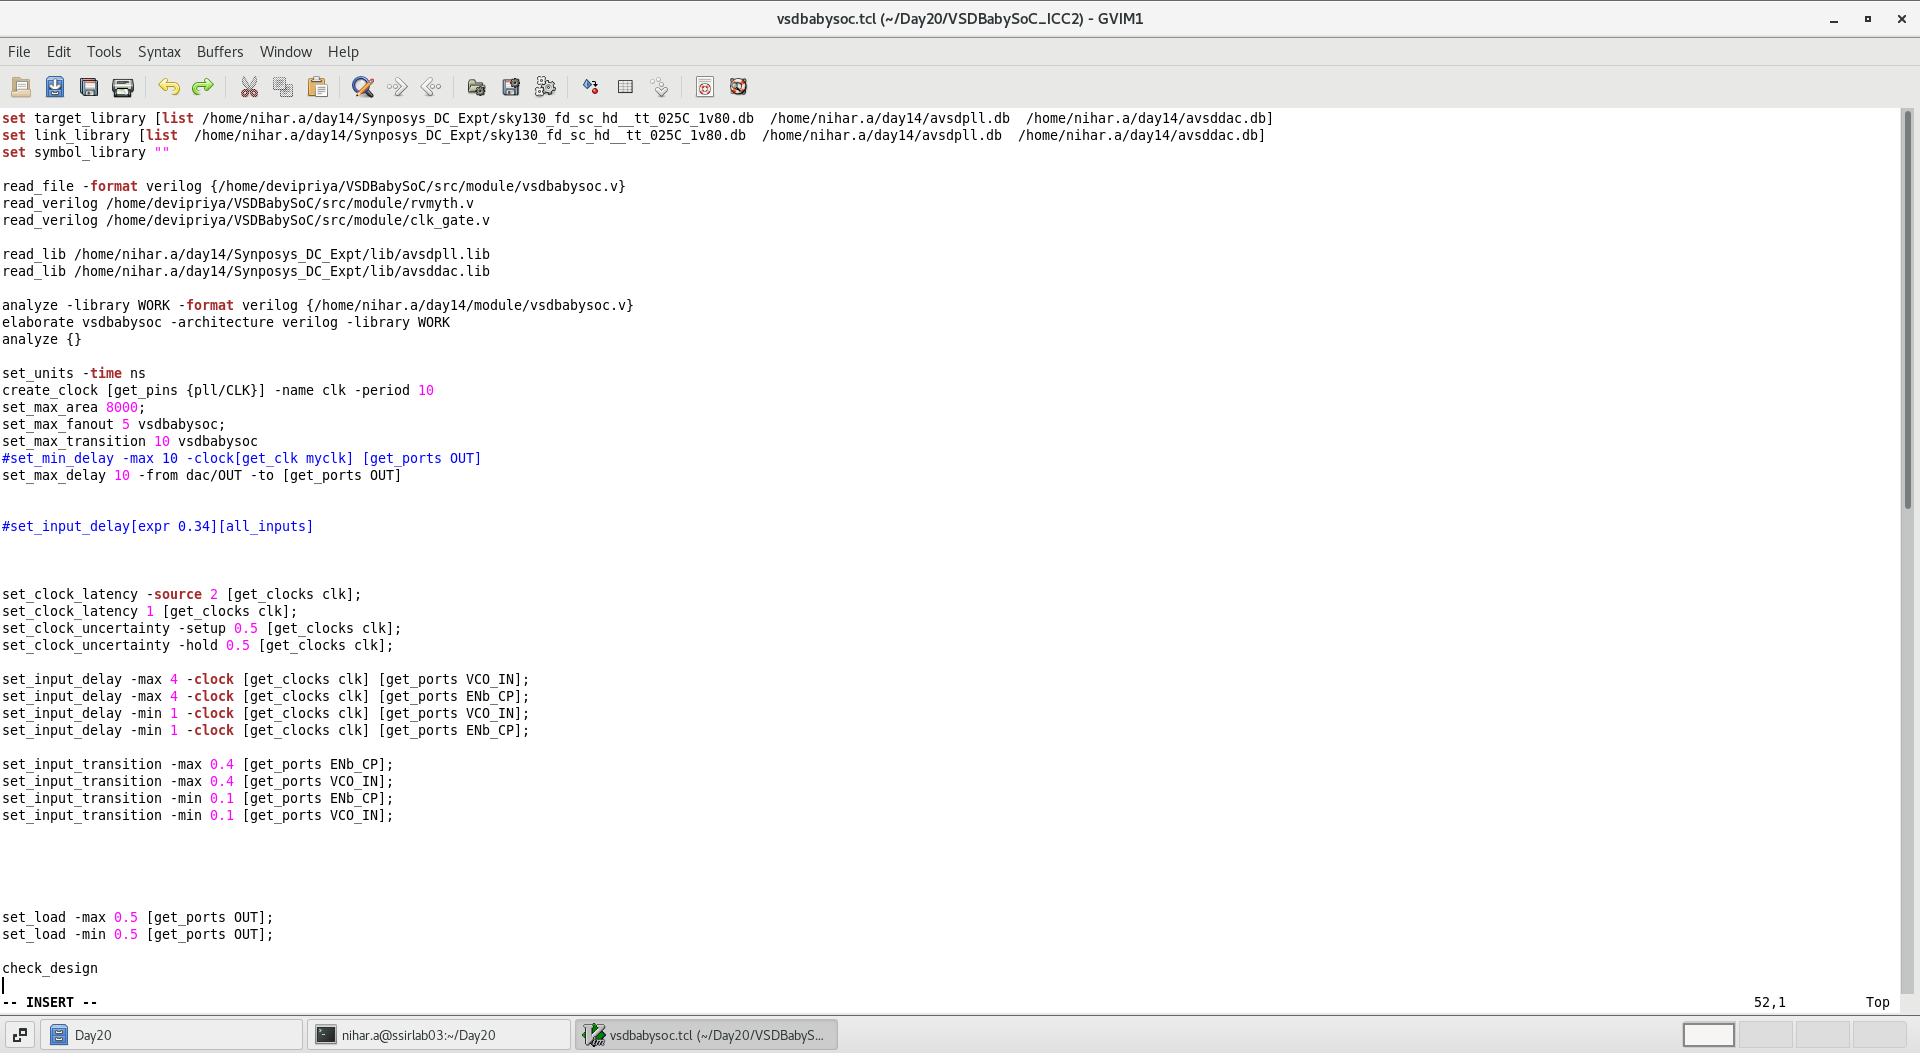 vsdbabysoc.tcl (~/Day20/VSDBabySoC_ICC2) - GVIM1
File Edit Tools Syntax Buffers Window Help
set target_library [list /home/nihar.a/day14/Synposys_DC_Expt/sky130_fd_sc_hd__tt_025C_1v80.db  /home/nihar.a/day14/avsdpll.db  /home/nihar.a/day14/avsddac.db]
set link_library [list  /home/nihar.a/day14/Synposys_DC_Expt/sky130_fd_sc_hd__tt_025C_1v80.db  /home/nihar.a/day14/avsdpll.db  /home/nihar.a/day14/avsddac.db]
set symbol_library ""
read_file -format verilog {/home/devipriya/VSDBabySoC/src/module/vsdbabysoc.v}
read_verilog /home/devipriya/VSDBabySoC/src/module/rvmyth.v
read_verilog /home/devipriya/VSDBabySoC/src/module/clk_gate.v
read_lib /home/nihar.a/day14/Synposys_DC_Expt/lib/avsdpll.lib
read_lib /home/nihar.a/day14/Synposys_DC_Expt/lib/avsddac.lib
analyze -library WORK -format verilog {/home/nihar.a/day14/module/vsdbabysoc.v}
elaborate vsdbabysoc -architecture verilog -library WORK
analyze {}
set_units -time ns
create_clock [get_pins {pll/CLK}] -name clk -period 10
set_max_area 8000;
set_max_fanout 5 vsdbabysoc;
set_max_transition 10 vsdbabysoc
#set_min_delay -max 10 -clock[get_clk myclk] [get_ports OUT]
set_max_delay 10 -from dac/OUT -to [get_ports OUT]
#set_input_delay[expr 0.34][all_inputs]
set_clock_latency -source 2 [get_clocks clk];
set_clock_latency 1 [get_clocks clk];
set_clock_uncertainty -setup 0.5 [get_clocks clk];
set_clock_uncertainty -hold 0.5 [get_clocks clk];
set_input_delay -max 4 -clock [get_clocks clk] [get_ports VCO_IN];
set_input_delay -max 4 -clock [get_clocks clk] [get_ports ENb_CP];
set_input_delay -min 1 -clock [get_clocks clk] [get_ports VCO_IN];
set_input_delay -min 1 -clock [get_clocks clk] [get_ports ENb_CP];
set_input_transition -max 0.4 [get_ports ENb_CP];
set_input_transition -max 0.4 [get_ports VCO_IN];
set_input_transition -min 0.1 [get_ports ENb_CP];
set_input_transition -min 0.1 [get_ports VCO_IN];
set_load -max 0.5 [get_ports OUT];
set_load -min 0.5 [get_ports OUT];
check_design
-- INSERT -- 52,1 Top
Day20 nihar.a@ssirlab03:~/Day20 vsdbabysoc.tcl (~/Day20/VSDBabyS...